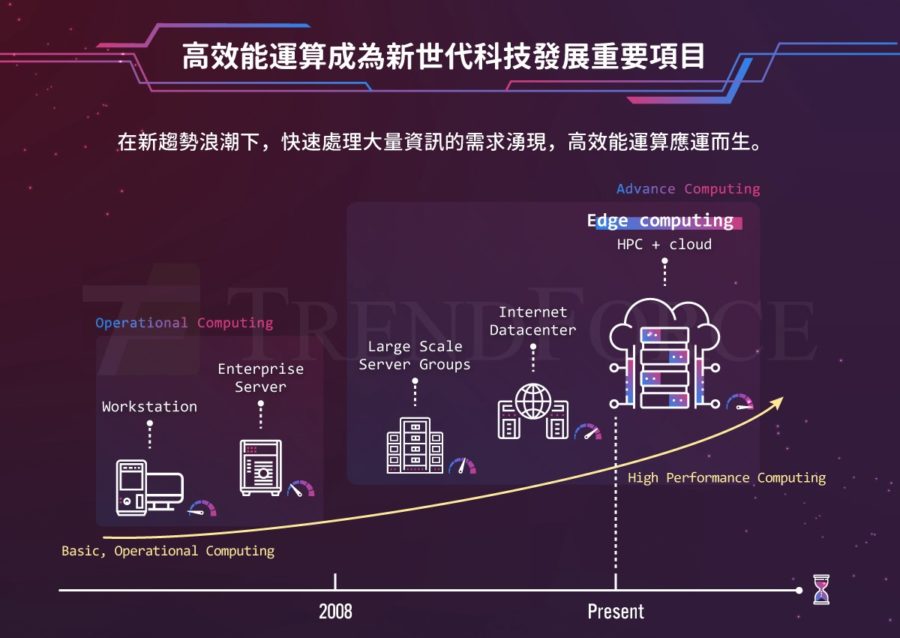 高效能運算成為新世代科技發展重要項目
在新趨勢浪潮下，快速處理大量資訊的需求湧現，高效能運算應運而生。
Advance Computing
Edge computing
HPC + cloud
TRENDFORCE
Internet
Datacenter
Operational Computing
Large Scale
Server Groups
Enterprise
Server
Workstation
High Performance Computing
Basic, Operational Computing
2008
Present